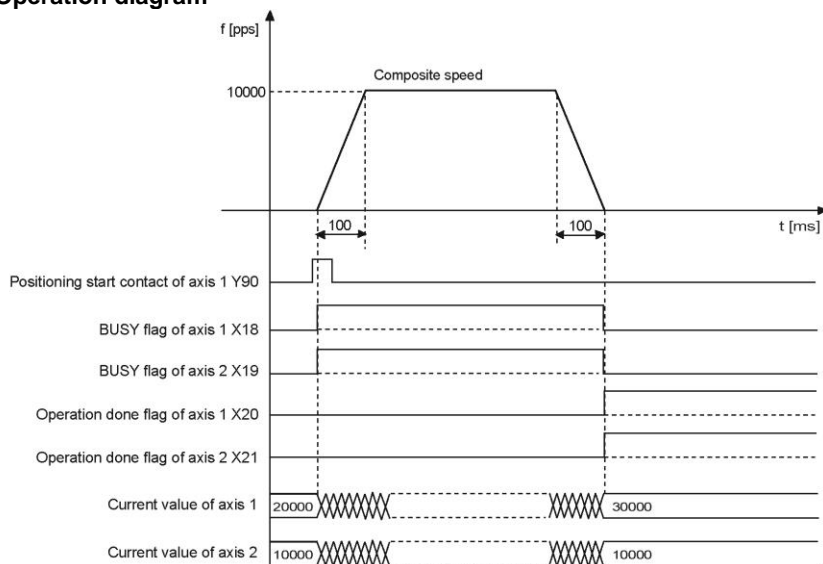 Operation diagram
f [pps]
Composite speed
10000
100
100
t [ms]
Positioning start contact of axis 1 Y90
BUSY flag of axis 1 X18
BUSY flag of axis 2 X19
Operation done flag of axis 1 X20
Operation done flag of axis 2 X21
Current value of axis 1 20000 30000
Current value of axis 2 10000 10000